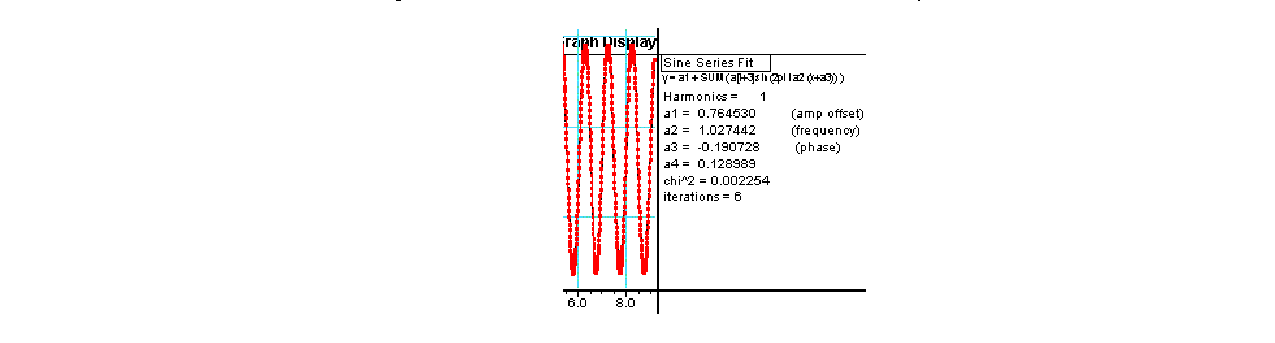 raph Display
Sine Series Fit
Harmonics = 1
a1 = 0.764530 (amp offset)
a2 = 1.027442 (frequency)
a3 = -0.190728 (phase)
a4 = 0.128989
chi^2 = 0.002254
iterations = 6
6.0 8.0